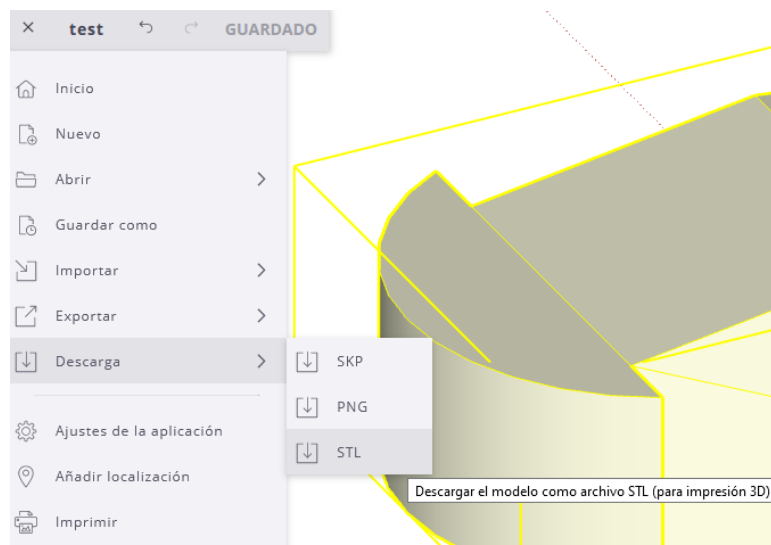 test GUARDADO
Inicio
Nuevo
Abrir
Guardar como
Importar
Exportar
Descarga
SKP
PNG
STL
Descargar el modelo como archivo STL (para impresión 3D)
Ajustes de la aplicación
Añadir localización
Imprimir